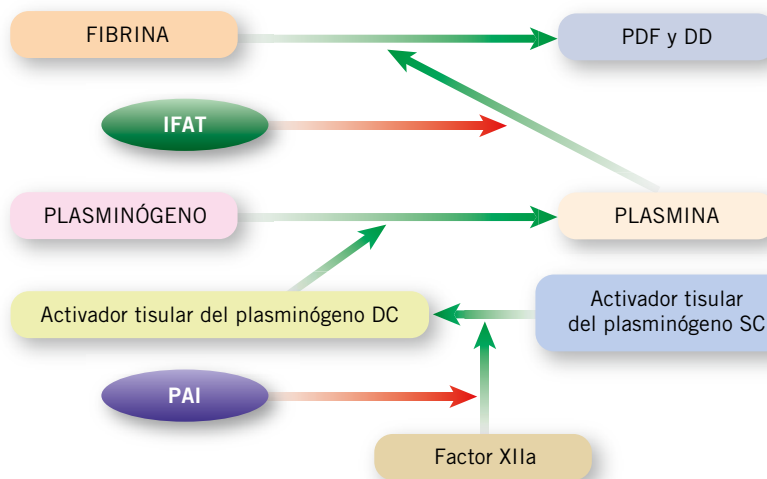 FIBRINA
PDF y DD
IFAT
PLASMINÓGENO
PLASMINA
Activador tisular del plasminógeno DC
Activador tisular
del plasminógeno SC
PAI
Factor XIIa